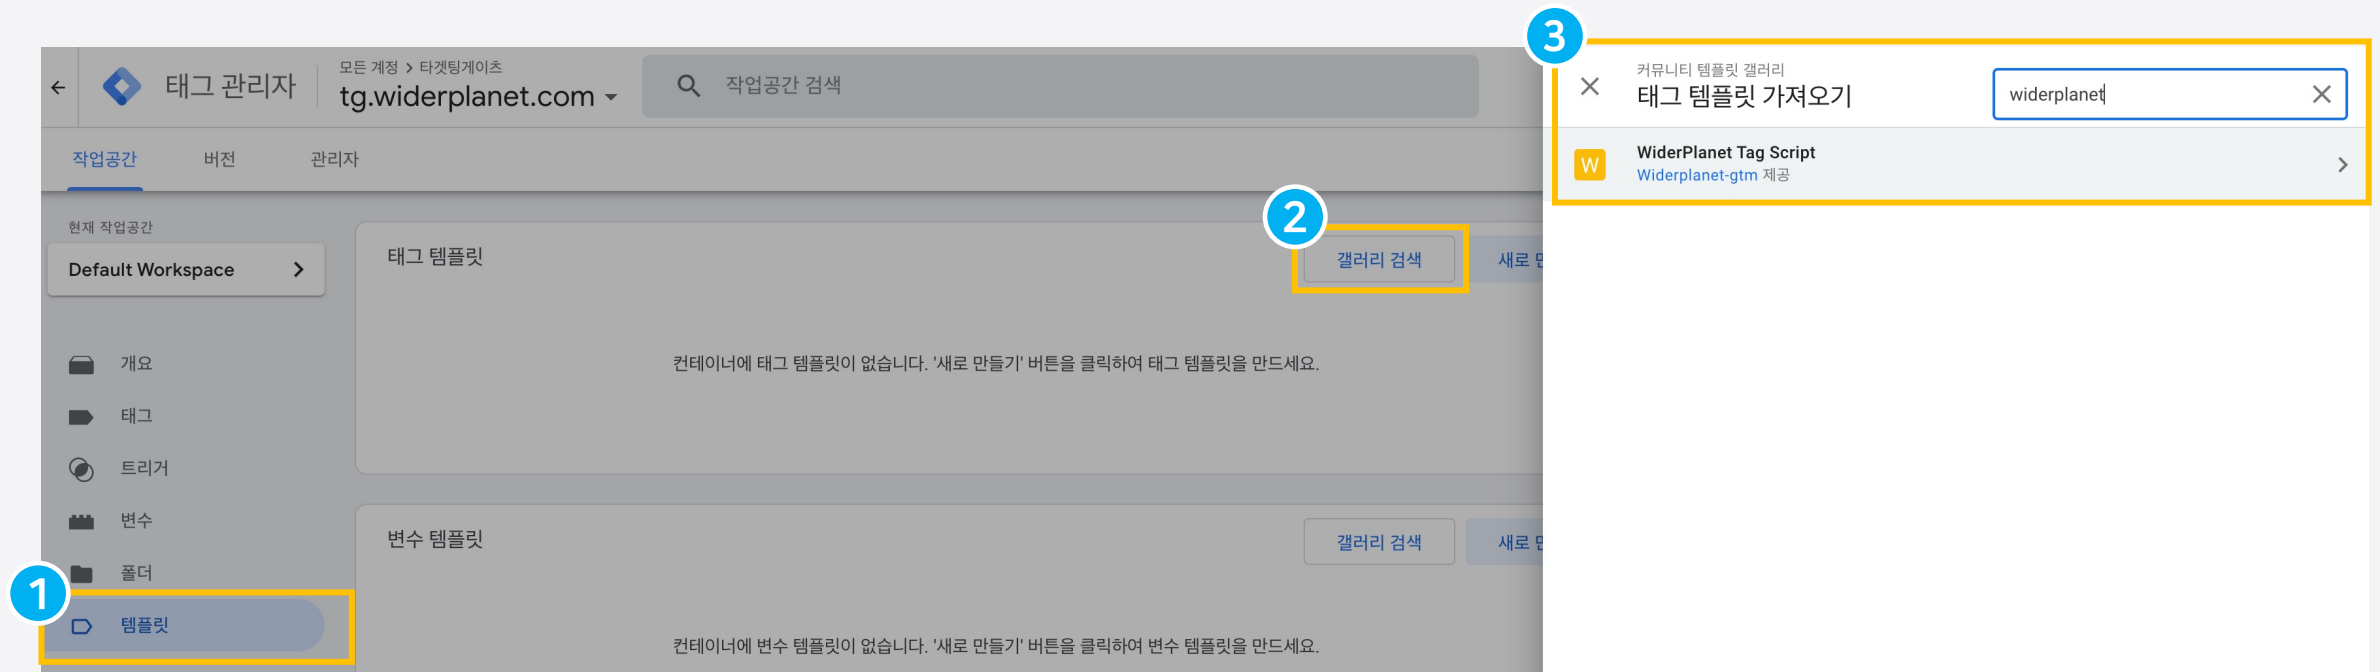 태그 관리자
모든 계정 > 타겟팅게이츠
tg.widerplanet.com
작업공간 검색
작업공간
버전
관리자
현재 작업공간
Default Workspace
개요
태그
트리거
변수
폴더
1
템플릿
태그 템플릿
2
갤러리 검색
새로
컨테이너에 태그 템플릿이 없습니다. '새로 만들기' 버튼을 클릭하여 태그 템플릿을 만드세요.
변수 템플릿
갤러리 검색
새로
컨테이너에 변수 템플릿이 없습니다. '새로 만들기' 버튼을 클릭하여 변수 템플릿을 만드세요.
3
커뮤니티 템플릿 갤러리
태그 템플릿 가져오기
widerplanet
W
WiderPlanet Tag Script
Widerplanet-gtm 제공